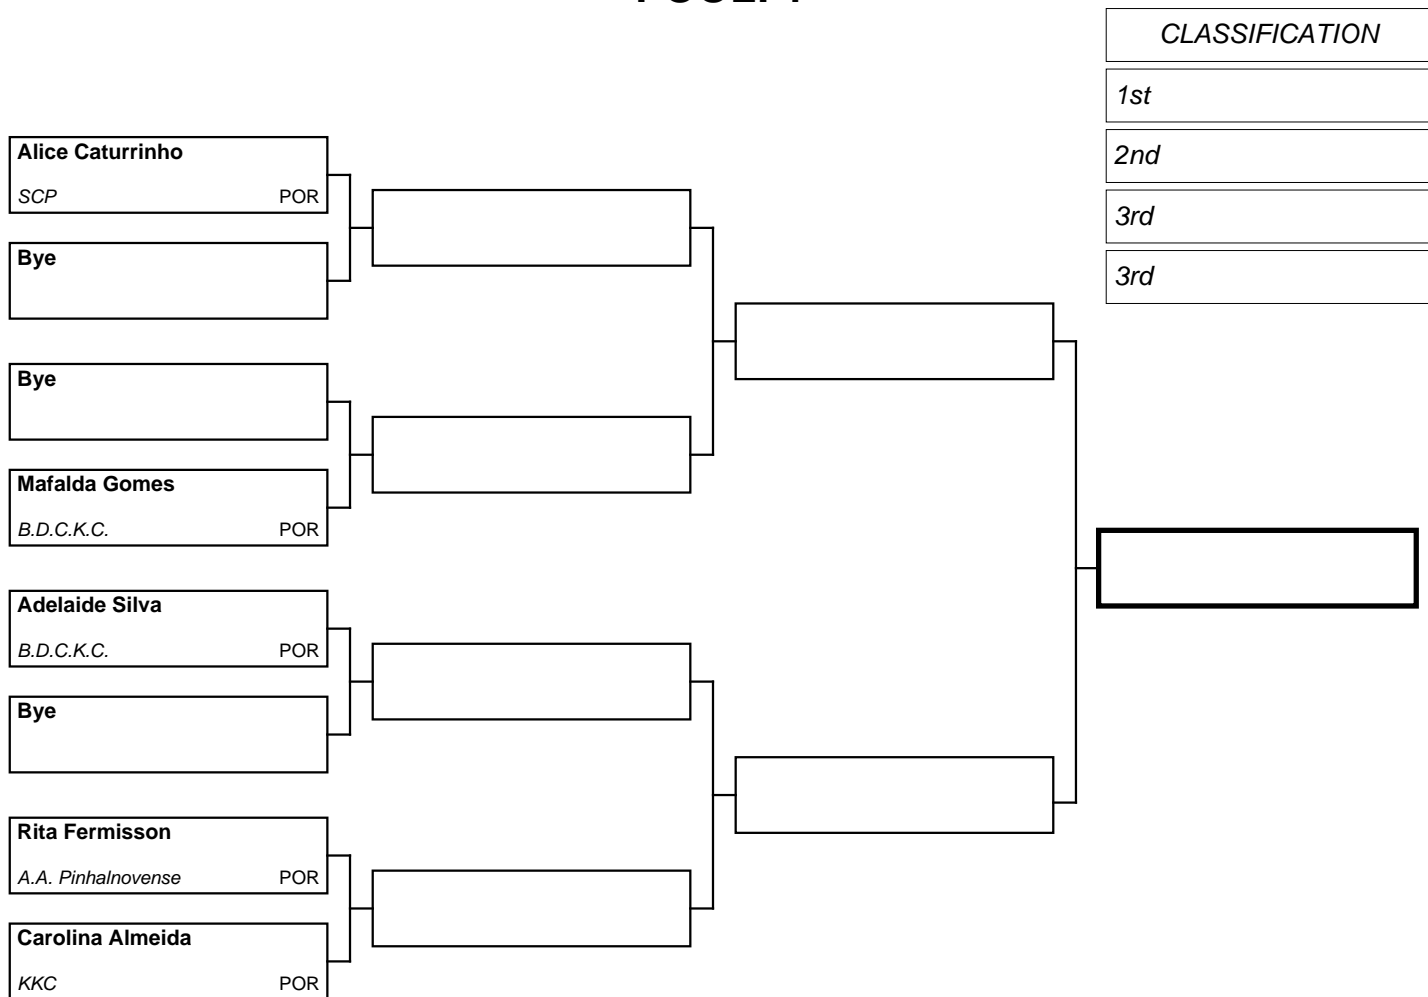 CLASSIFICATION
1st
2nd
3rd
3rd
Alice Caturrinho
SCP POR
Bye
Bye
Mafalda Gomes
B.D.C.K.C. POR
Adelaide Silva
B.D.C.K.C. POR
Bye
Rita Fermisson
A.A. Pinhalnovense POR
Carolina Almeida
KKC POR